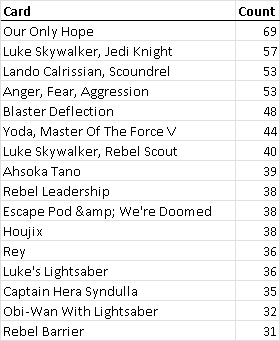 Card Count
Our Only Hope 69
Luke Skywalker, Jedi Knight 57
Lando Calrissian, Scoundrel 53
Anger, Fear, Aggression 53
Blaster Deflection 48
Yoda, Master Of The Force V 44
Luke Skywalker, Rebel Scout 40
Ahsoka Tano 39
Rebel Leadership 38
Escape Pod &amp; We're Doomed 38
Houjix 38
Rey 36
Luke's Lightsaber 36
Captain Hera Syndulla 35
Obi-Wan With Lightsaber 32
Rebel Barrier 31